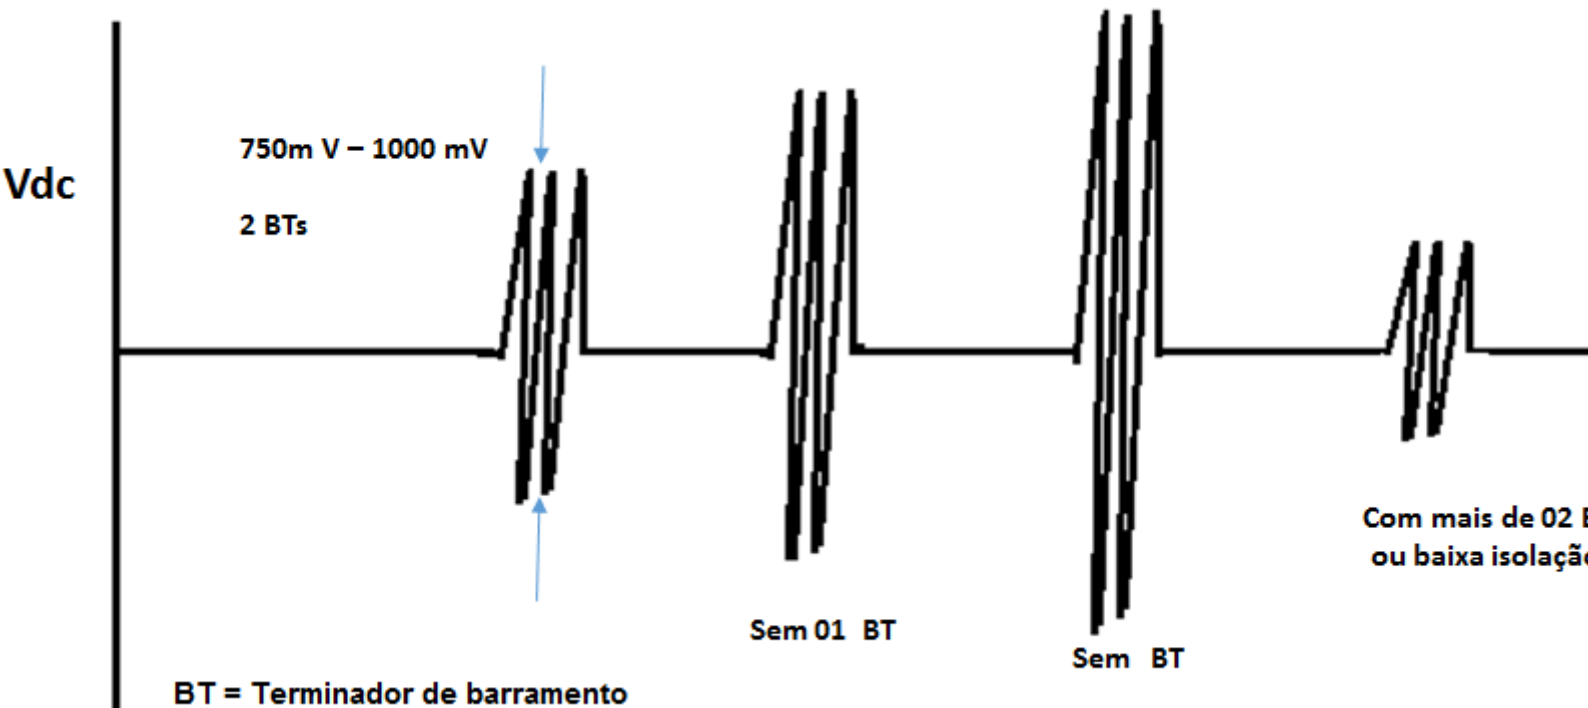 750m V – 1000 mV
Vdc
2 BTs
Com mais de 02
ou baixa isolação
Sem 01 BT
Sem BT
BT = Terminador de barramento